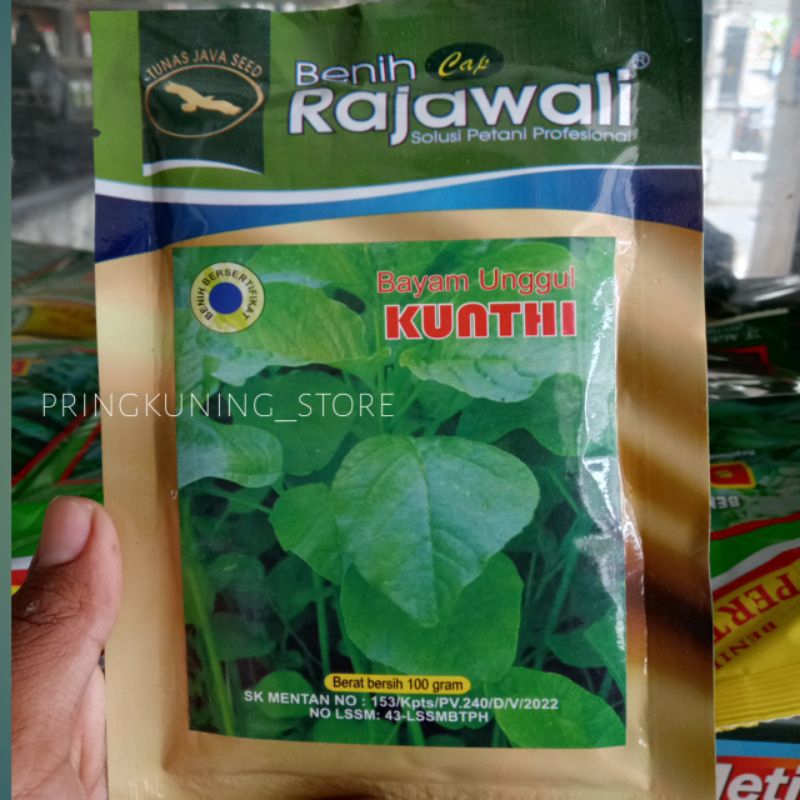 TUNAS JAVA SEED
Benih Cap
Rajawali®
Solusi Petani Profesional
BENIH BERSERTIFIKAT
Bayam Unggul
KUNTHI
PRINGKUNING_STORE
Berat bersih 100 gram
SK MENTAN NO : 153/Kpts/PV.240/D/V/2022
NO LSSM: 43-LSSMBTPH